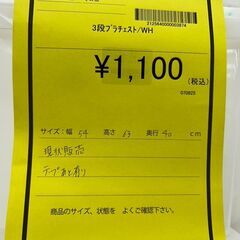 3段プラチェスト/WH
¥1,100
(税込)
070825
サイズ:幅 54 高さ 63 奥行 40 cm
現状販売
テープあと有り
サイズ、商品の状態を よくご確認下さい。